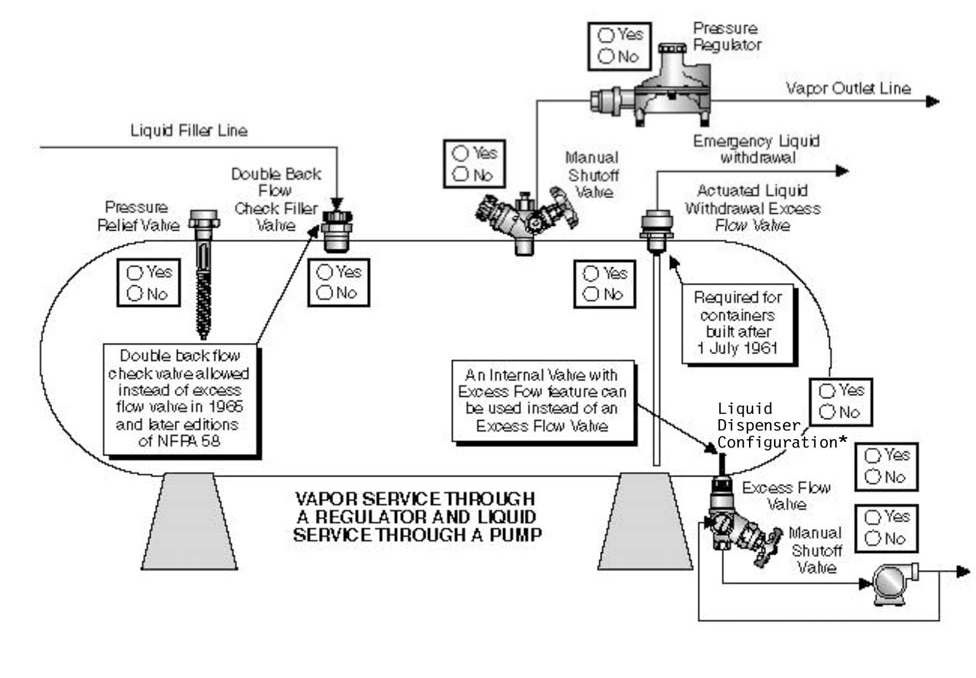 Yes
No
Pressure
Regulator
Vapor Outlet Line
Liquid Filler Line
Emergency Liquid
withdrawal
Yes
No
Manual
Shutoff
Valve
Double Back
Flow
Check Filler
Valve
Actuated Liquid
Withdrawal Excess
Flow Valve
Pressure
Relief Valve
Yes
No
Yes
No
Yes
No
Required for
containers
built after
1 July 1961
Double back flow
check valve allowed
instead of excess
flow valve in 1965
and later editions
of NFPA 58
An Internal Valve with
Excess Fow feature can
be used instead of an
Excess Flow Valve
Yes
No
Liquid
Dispenser
Configuration*
Yes
No
Excess Flow
Valve
VAPOR SERVICE THROUGH
A REGULATOR AND LIQUID
SERVICE THROUGH A PUMP
Yes
No
Manual
Shutoff
Valve